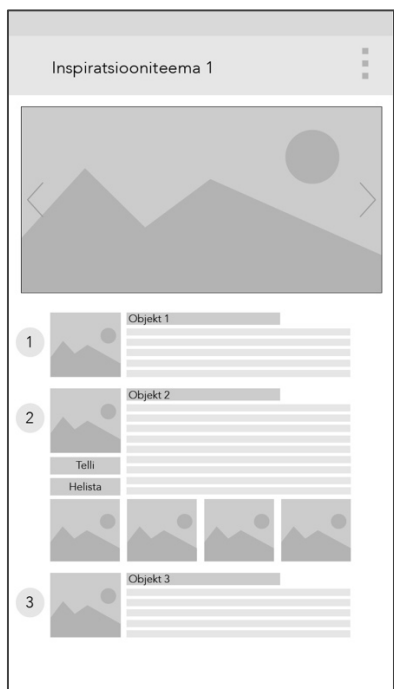 Inspiratsiooniteema 1
1
Objekt 1
2
Objekt 2
Telli
Helista
3
Objekt 3